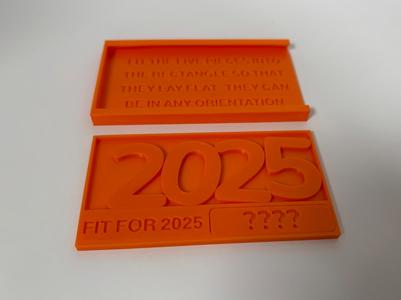 FIT THE FIVE PIECES INTO
THE RECTANGLE SO THAT
THEY LAY FLAT THEY CAN
BE IN ANY ORIENTATION
2025
FIT FOR 2025
????